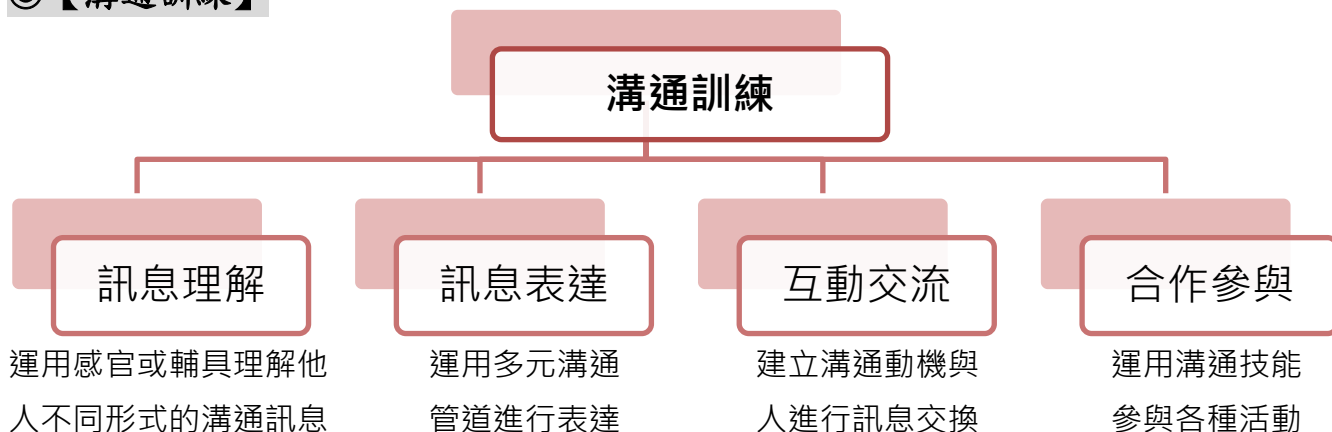 ◎【溝通訓練】
溝通訓練
訊息理解
運用感官或輔具理解他
人不同形式的溝通訊息
訊息表達
運用多元溝通
管道進行表達
互動交流
建立溝通動機與
人進行訊息交換
合作參與
運用溝通技能
參與各種活動